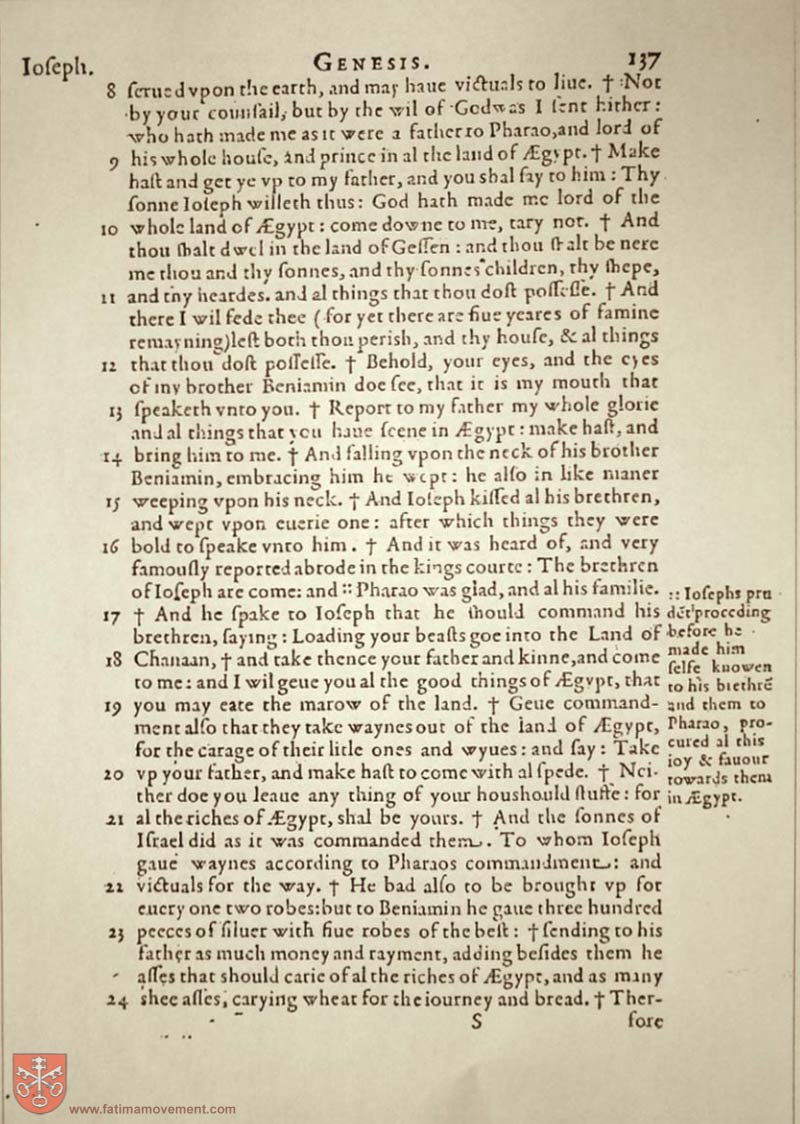 Ioſeph.
GENESIS.
137
8 ſerued vpon the earth, and may haue victuals to liue. † Not
by your counſail, but by the wil of God was I ſent hither:
who hath made me as it were a father to Pharao, and lord of
9 his whole houſe, and prince in al the land of Ægypt. † Make
haſt and get ye vp to my father, and you shal ſay to him: Thy
ſonne Ioſeph willeth thus: God hath made me lord of the
10 whole land of Ægypt: come downe to me, tary not. † And
thou ſhalt dwel in the land of Geſſen: and thou ſhalt be nere
me thou and thy ſonnes, and thy ſonnes children, thy ſhepe,
11 and thy heardes. and al things that thou doſt poſſeſſe. † And
there I wil fede thee (for yet there are fiue yeares of famine
remayning) leſt both thou periſh, and thy houſe, & al things
12 that thou doſt poſſeſſe. † Behold, your eyes, and the eyes
of my brother Beniamin doe ſee, that it is my mouth that
13 ſpeaketh vnto you. † Report to my father my whole glorie
and al things that you haue ſeene in Ægypt: make haſt, and
14 bring him to me. † And falling vpon the neck of his brother
Beniamin, embracing him he wept: he alſo in like maner
15 weeping vpon his neck. † And Ioſeph kiſſed al his brethren,
and wept vpon euerie one: after which things they were
16 bold to ſpeake vnto him. † And it was heard of, and very
famouſly reported abrode in the kings courte: The brethren
of Ioſeph are come: and :: Pharao was glad, and al his familie.
17 † And he ſpake to Ioſeph that he ſhould command his
brethren, ſaying: Loading your beaſts goe into the Land of
18 Chanaan, † and take thence your father and kinne, and come
to me: and I wil geue you al the good things of Ægypt, that
19 you may eate the marow of the land. † Geue command-
ment alſo that they take waynes out of the land of Ægypt,
for the carage of their litle ones and wyues: and ſay: Take
20 vp your father, and make haſt to come with al ſpede. † Nei-
ther doe you leaue any thing of your houshould ſtuffe: for
21 al the riches of Ægypt, shal be yours. † And the ſonnes of
Iſrael did as it was commanded them. To whom Ioſeph
gaue waynes according to Pharaos commandment: and
22 victuals for the way. † He bad alſo to be brought vp for
euery one two robes: but to Beniamin he gaue three hundred
23 peeces of ſiluer with fiue robes of the beſt: † ſending to his
father as much money and rayment, adding beſides them he
aſſes that should carie of al the riches of Ægypt, and as many
24 shee aſſes, carying wheat for the iourney and bread. † Ther-
S
fore
:: Ioſephs pru
dēt proceding
before he
made him
ſelfe knowen
to his brethrē
and them to
Pharao, pro-
cured al this
ioy & fauour
towards them
in Ægypt.
www.fatimamovement.com